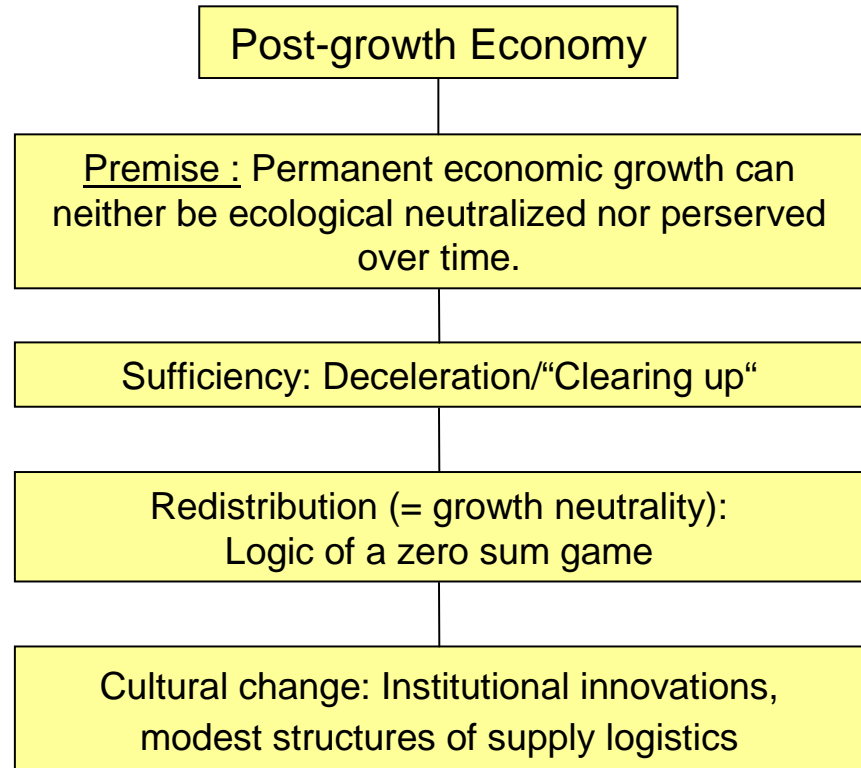 Post-growth Economy
Premise : Permanent economic growth can
neither be ecological neutralized nor perserved
over time.
Sufficiency: Deceleration/“Clearing up“
Redistribution (= growth neutrality):
Logic of a zero sum game
Cultural change: Institutional innovations,
modest structures of supply logistics